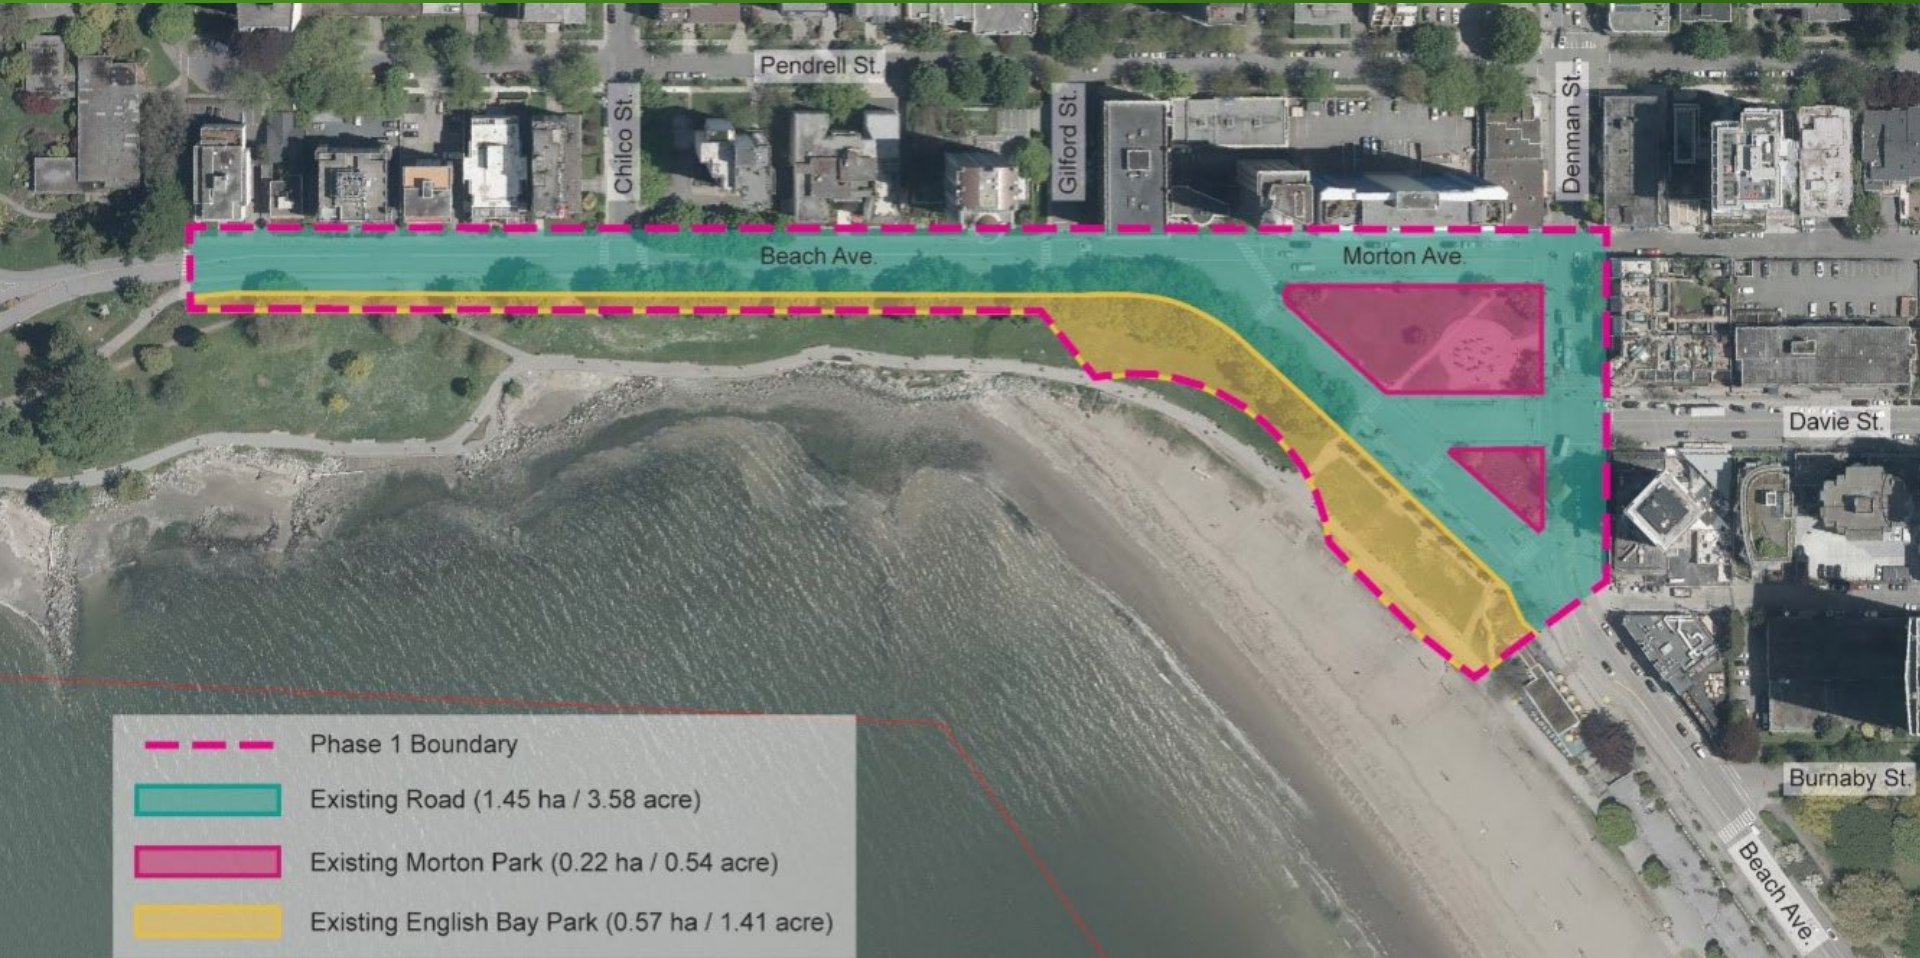 Pendrell St.
Chilco St.
Gilford St.
Denman St.
Beach Ave.
Morton Ave.
Davie St.
Burnaby St.
Beach Ave.
Phase 1 Boundary
Existing Road (1.45 ha / 3.58 acre)
Existing Morton Park (0.22 ha / 0.54 acre)
Existing English Bay Park (0.57 ha / 1.41 acre)